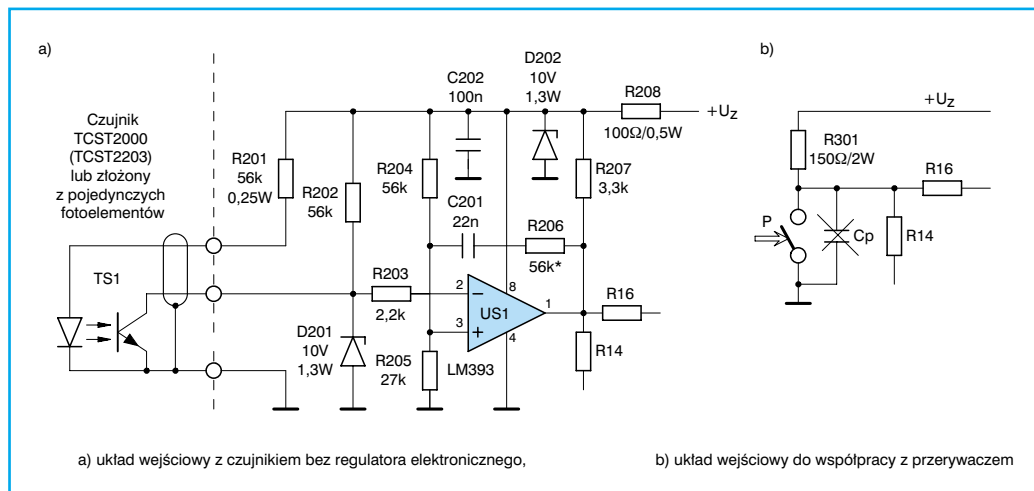 a)
b)
Czujnik
TCST2000
(TCST2203)
lub złożony
z pojedynczych
fotoelementów
TS1
R201
56k
0,25W
R202
56k
R203
2,2k
D201
10V
1,3W
R204
56k
R205
27k
C202
100n
C201
22n
R206
56k*
D202
10V
1,3W
R207
3,3k
R208
100Ω/0,5W
+Uz
2
−
3
+
US1
8
4
1
LM393
R16
R14
+Uz
R301
150Ω/2W
R16
P
Cp
R14
a) układ wejściowy z czujnikiem bez regulatora elektronicznego,
b) układ wejściowy do współpracy z przerywaczem